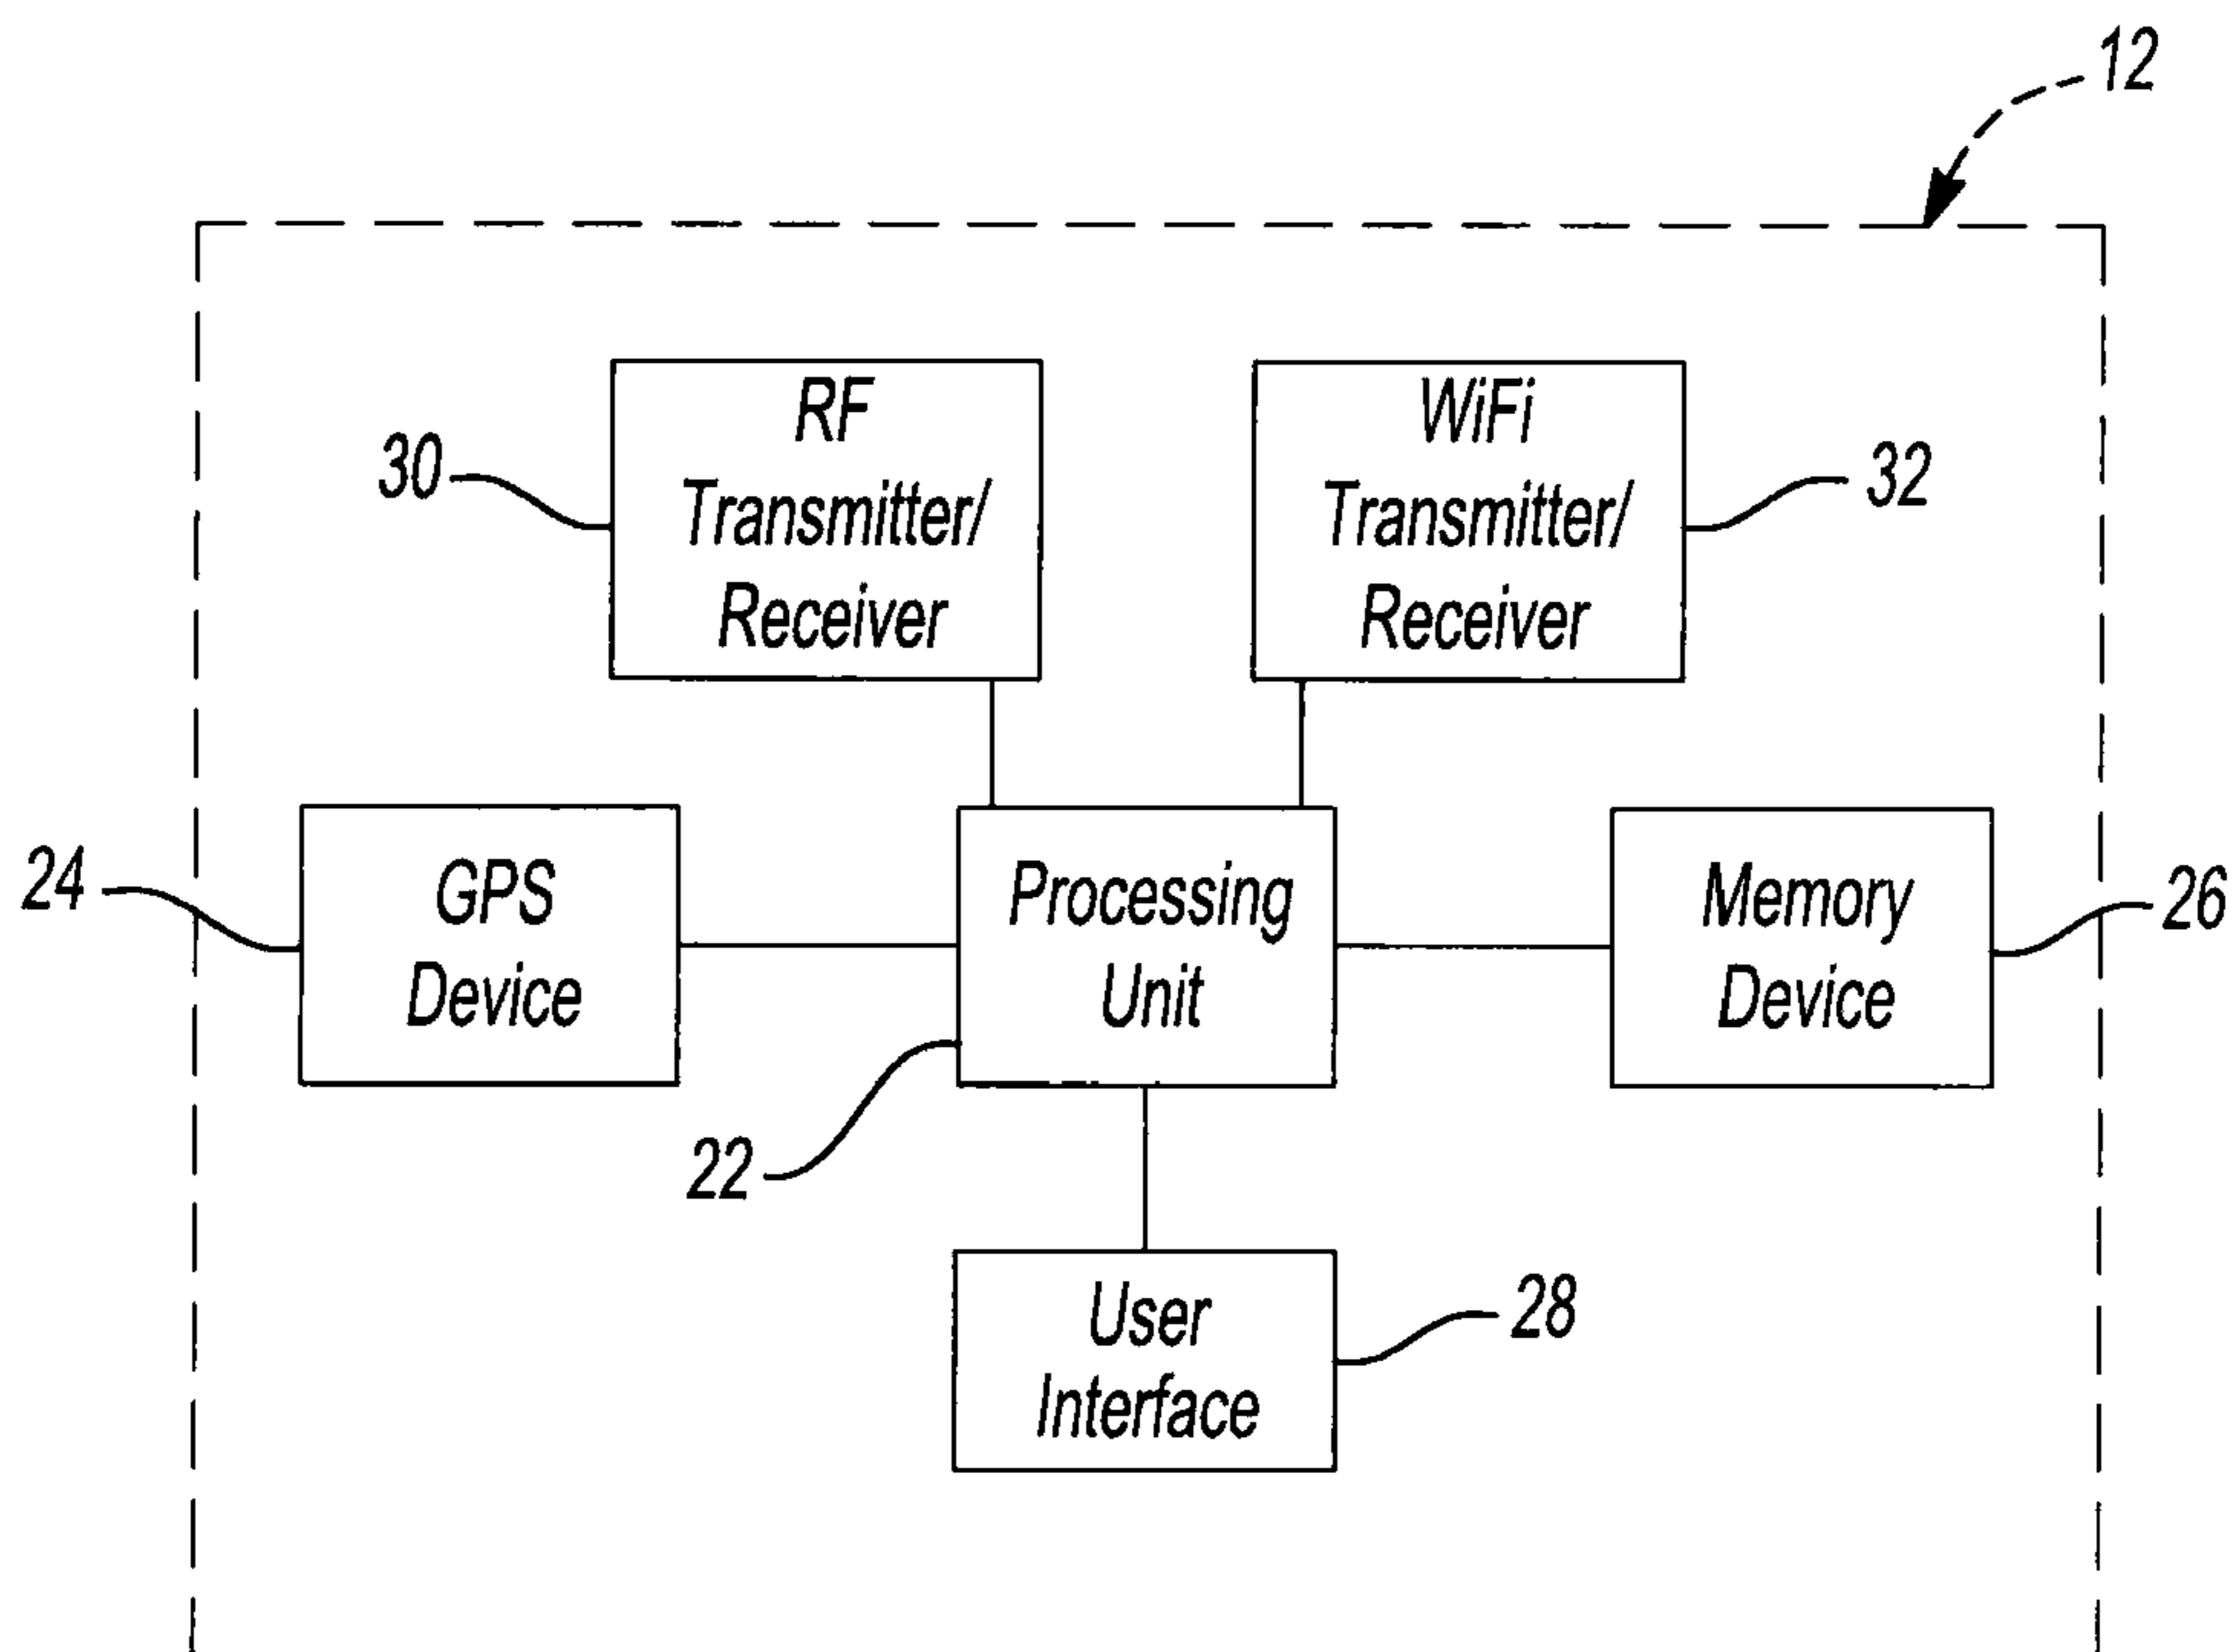 12
RF
Transmitter/
Receiver
30
WiFi
Transmitter/
Receiver
32
24
GPS
Device
Processing
Unit
22
Memory
Device
26
User
Interface
28